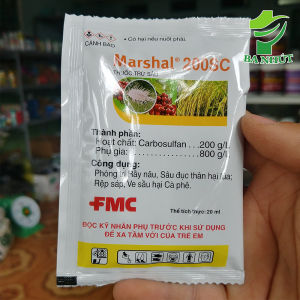 BA NHÚT
CẢNH BÁO
• Có hại nếu nuốt phải.
Marshal® 200SC
THUỐC TRỪ SÂU
Thành phần:
Hoạt chất: Carbosulfan ....200 g/L
Phụ gia: ...........................800 g/L
Công dụng:
Phòng trị Rầy nâu, Sâu đục thân hại lúa;
Rệp sáp, Ve sầu hại Cà phê.
FMC
Thể tích thực: 20 ml
ĐỌC KỸ NHÃN PHỤ TRƯỚC KHI SỬ DỤNG
ĐỂ XA TẦM VỚI CỦA TRẺ EM